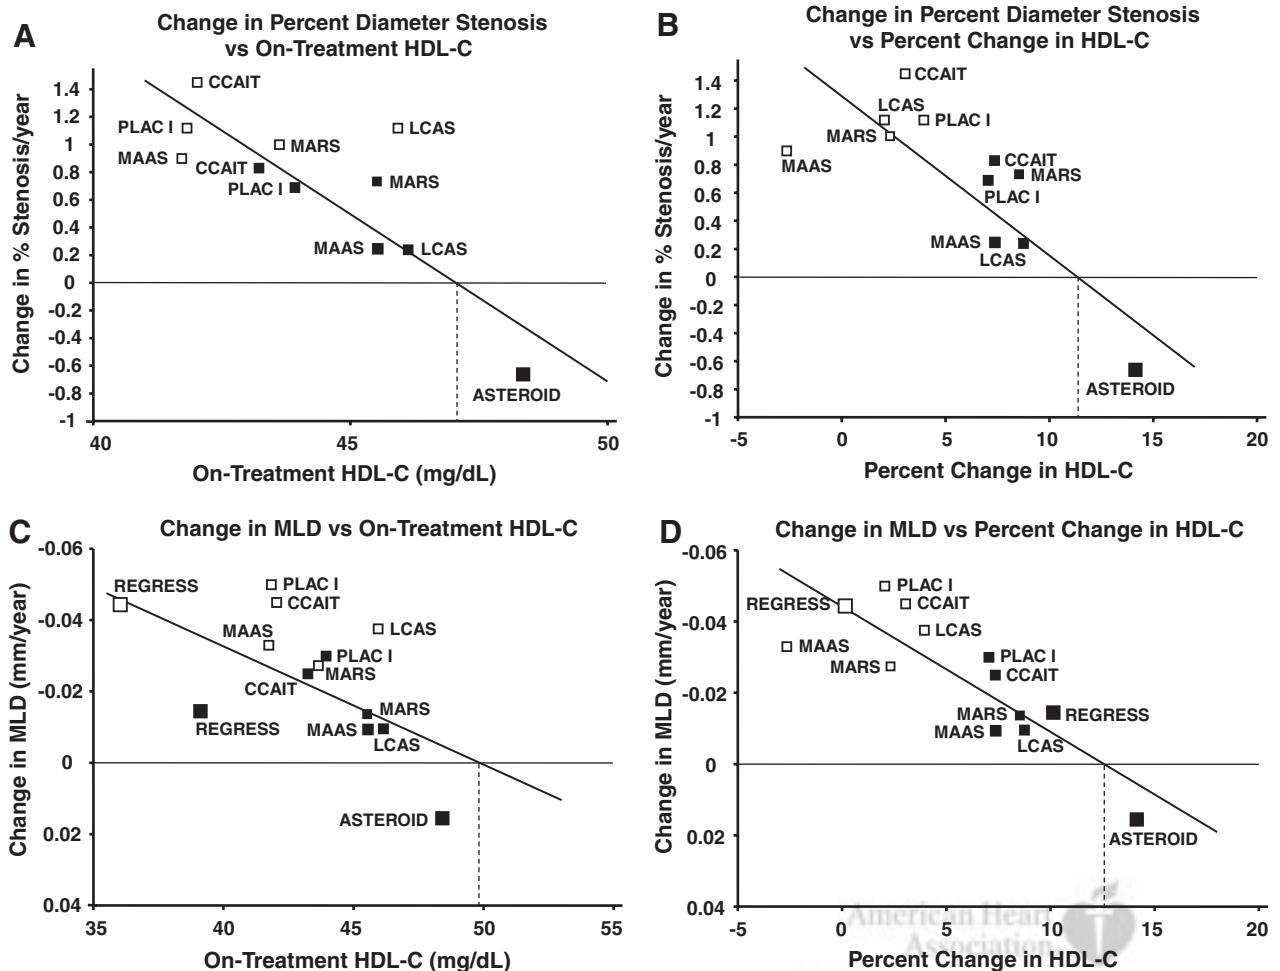 A
Change in Percent Diameter Stenosis
vs On-Treatment HDL-C
Change in % Stenosis/year
1.4
1.2
1
0.8
0.6
0.4
0.2
0
-0.2
-0.4
-0.6
-0.8
-1
CCAIT
PLAC I
LCAS
MARS
MAAS
CCAIT
PLAC I
MARS
MAAS
LCAS
ASTEROID
40
45
50
On-Treatment HDL-C (mg/dL)
B
Change in Percent Diameter Stenosis
vs Percent Change in HDL-C
Change in % Stenosis/year
1.4
1.2
1
0.8
0.6
0.4
0.2
0
-0.2
-0.4
-0.6
-0.8
-1
CCAIT
LCAS
PLAC I
MARS
MAAS
CCAIT
MARS
PLAC I
MAAS
LCAS
ASTEROID
-5
0
5
10
15
20
Percent Change in HDL-C
C
Change in MLD vs On-Treatment HDL-C
Change in MLD (mm/year)
-0.06
-0.04
-0.02
0
0.02
0.04
REGRESS
PLAC I
CCAIT
MAAS
LCAS
PLAC I
MARS
CCAIT
MARS
REGRESS
MAAS
LCAS
ASTEROID
35
40
45
50
55
On-Treatment HDL-C (mg/dL)
D
Change in MLD vs Percent Change in HDL-C
Change in MLD (mm/year)
-0.06
-0.04
-0.02
0
0.02
0.04
PLAC I
REGRESS
CCAIT
LCAS
MAAS
MARS
PLAC I
CCAIT
MARS
REGRESS
MAAS
LCAS
ASTEROID
-5
0
5
10
15
20
Percent Change in HDL-C
American Heart
Association